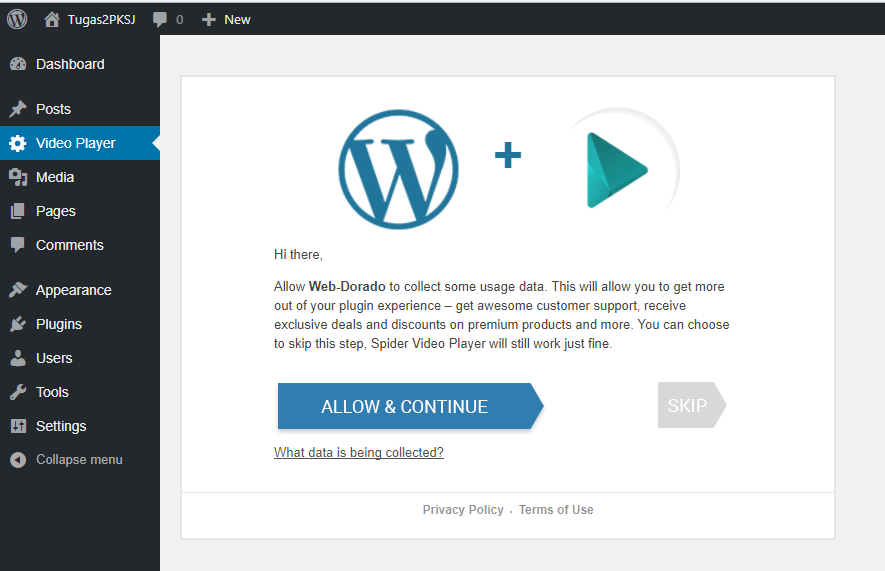 Tugas2PKSJ 0 New
Dashboard
Posts
Video Player
Media
Pages
Comments
Appearance
Plugins
Users
Tools
Settings
Collapse menu
Hi there,
Allow Web-Dorado to collect some usage data. This will allow you to get more
out of your plugin experience – get awesome customer support, receive
exclusive deals and discounts on premium products and more. You can choose
to skip this step, Spider Video Player will still work just fine.
ALLOW & CONTINUE
SKIP
What data is being collected?
Privacy Policy · Terms of Use